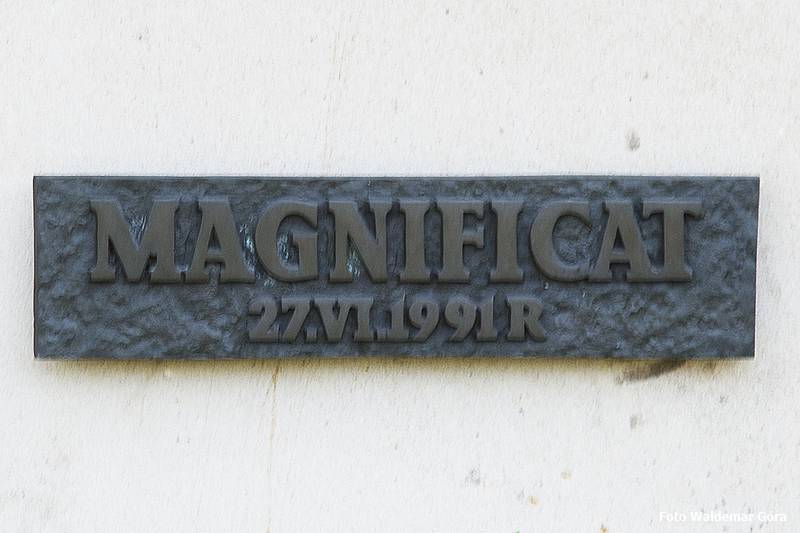 MAGNIFICAT
27.VI.1991 R
Foto Waldemar Gora